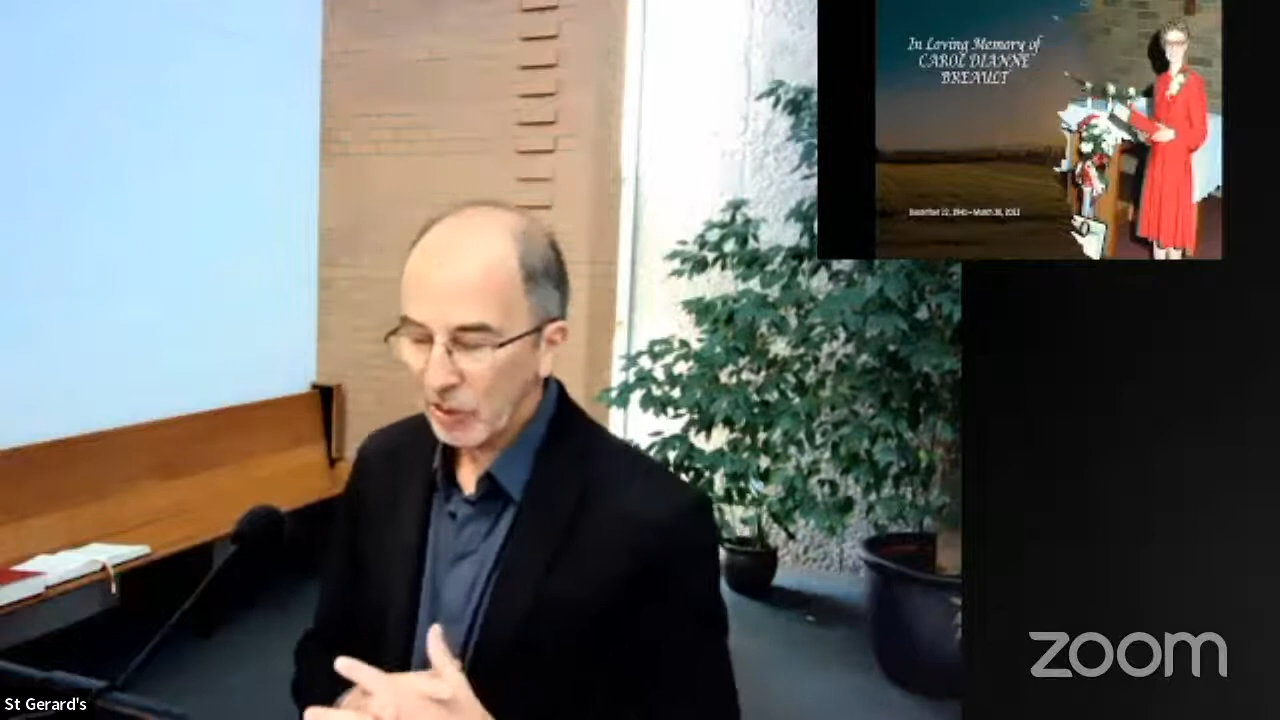 In Loving Memory of
CAROL DIANNE
BREAULT
zoom
St Gerard's